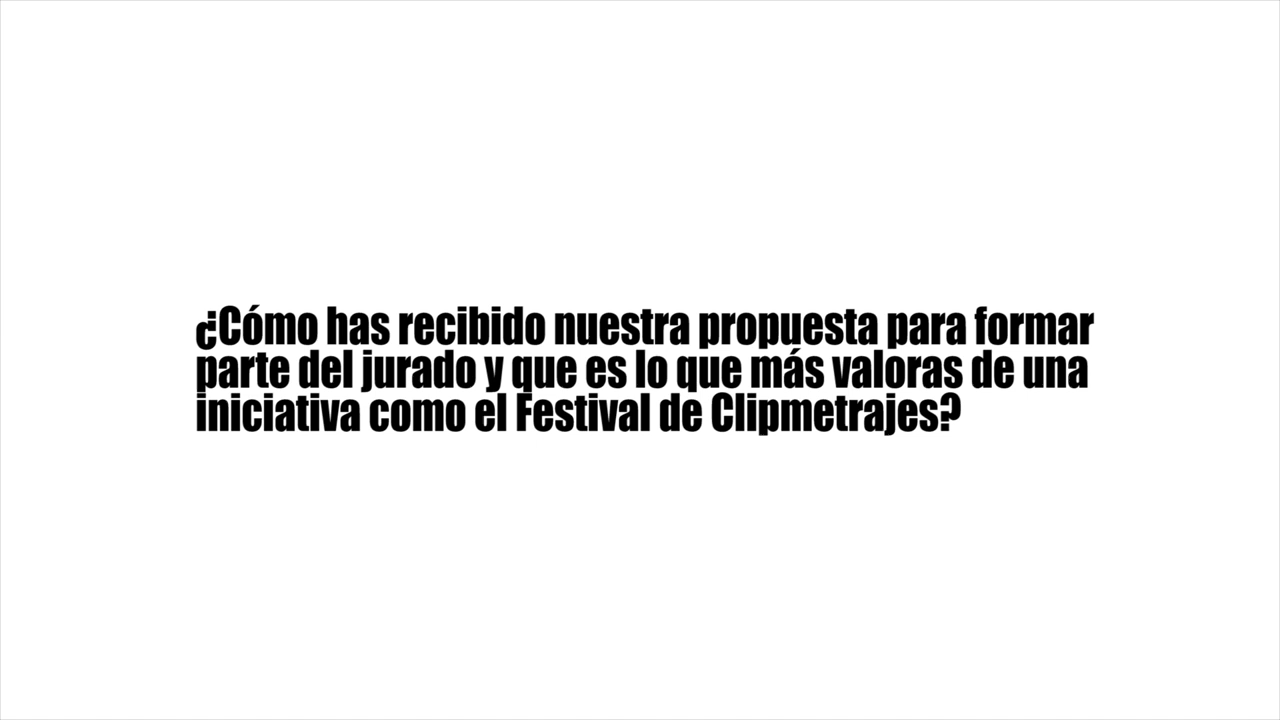 ¿Cómo has recibido nuestra propuesta para formar
parte del jurado y que es lo que más valoras de una
iniciativa como el Festival de Clipmetrajes?